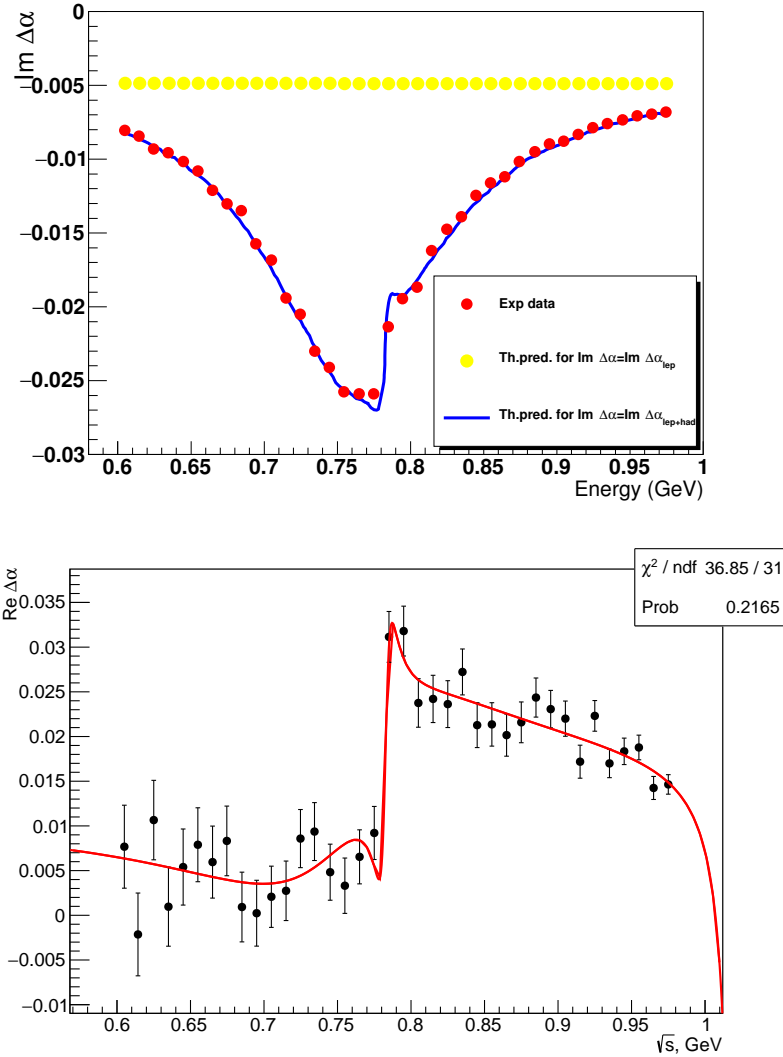 Im Δα
0
−0.005
−0.01
−0.015
−0.02
−0.025
−0.03
Exp data
Th.pred. for Im Δα=Im Δα_lep
Th.pred. for Im Δα=Im Δα_lep+had
0.6 0.65 0.7 0.75 0.8 0.85 0.9 0.95 1
Energy (GeV)
χ² / ndf 36.85 / 31
Prob 0.2165
Re Δα
0.035
0.03
0.025
0.02
0.015
0.01
0.005
0
−0.005
−0.01
0.6 0.65 0.7 0.75 0.8 0.85 0.9 0.95 1
√s, GeV